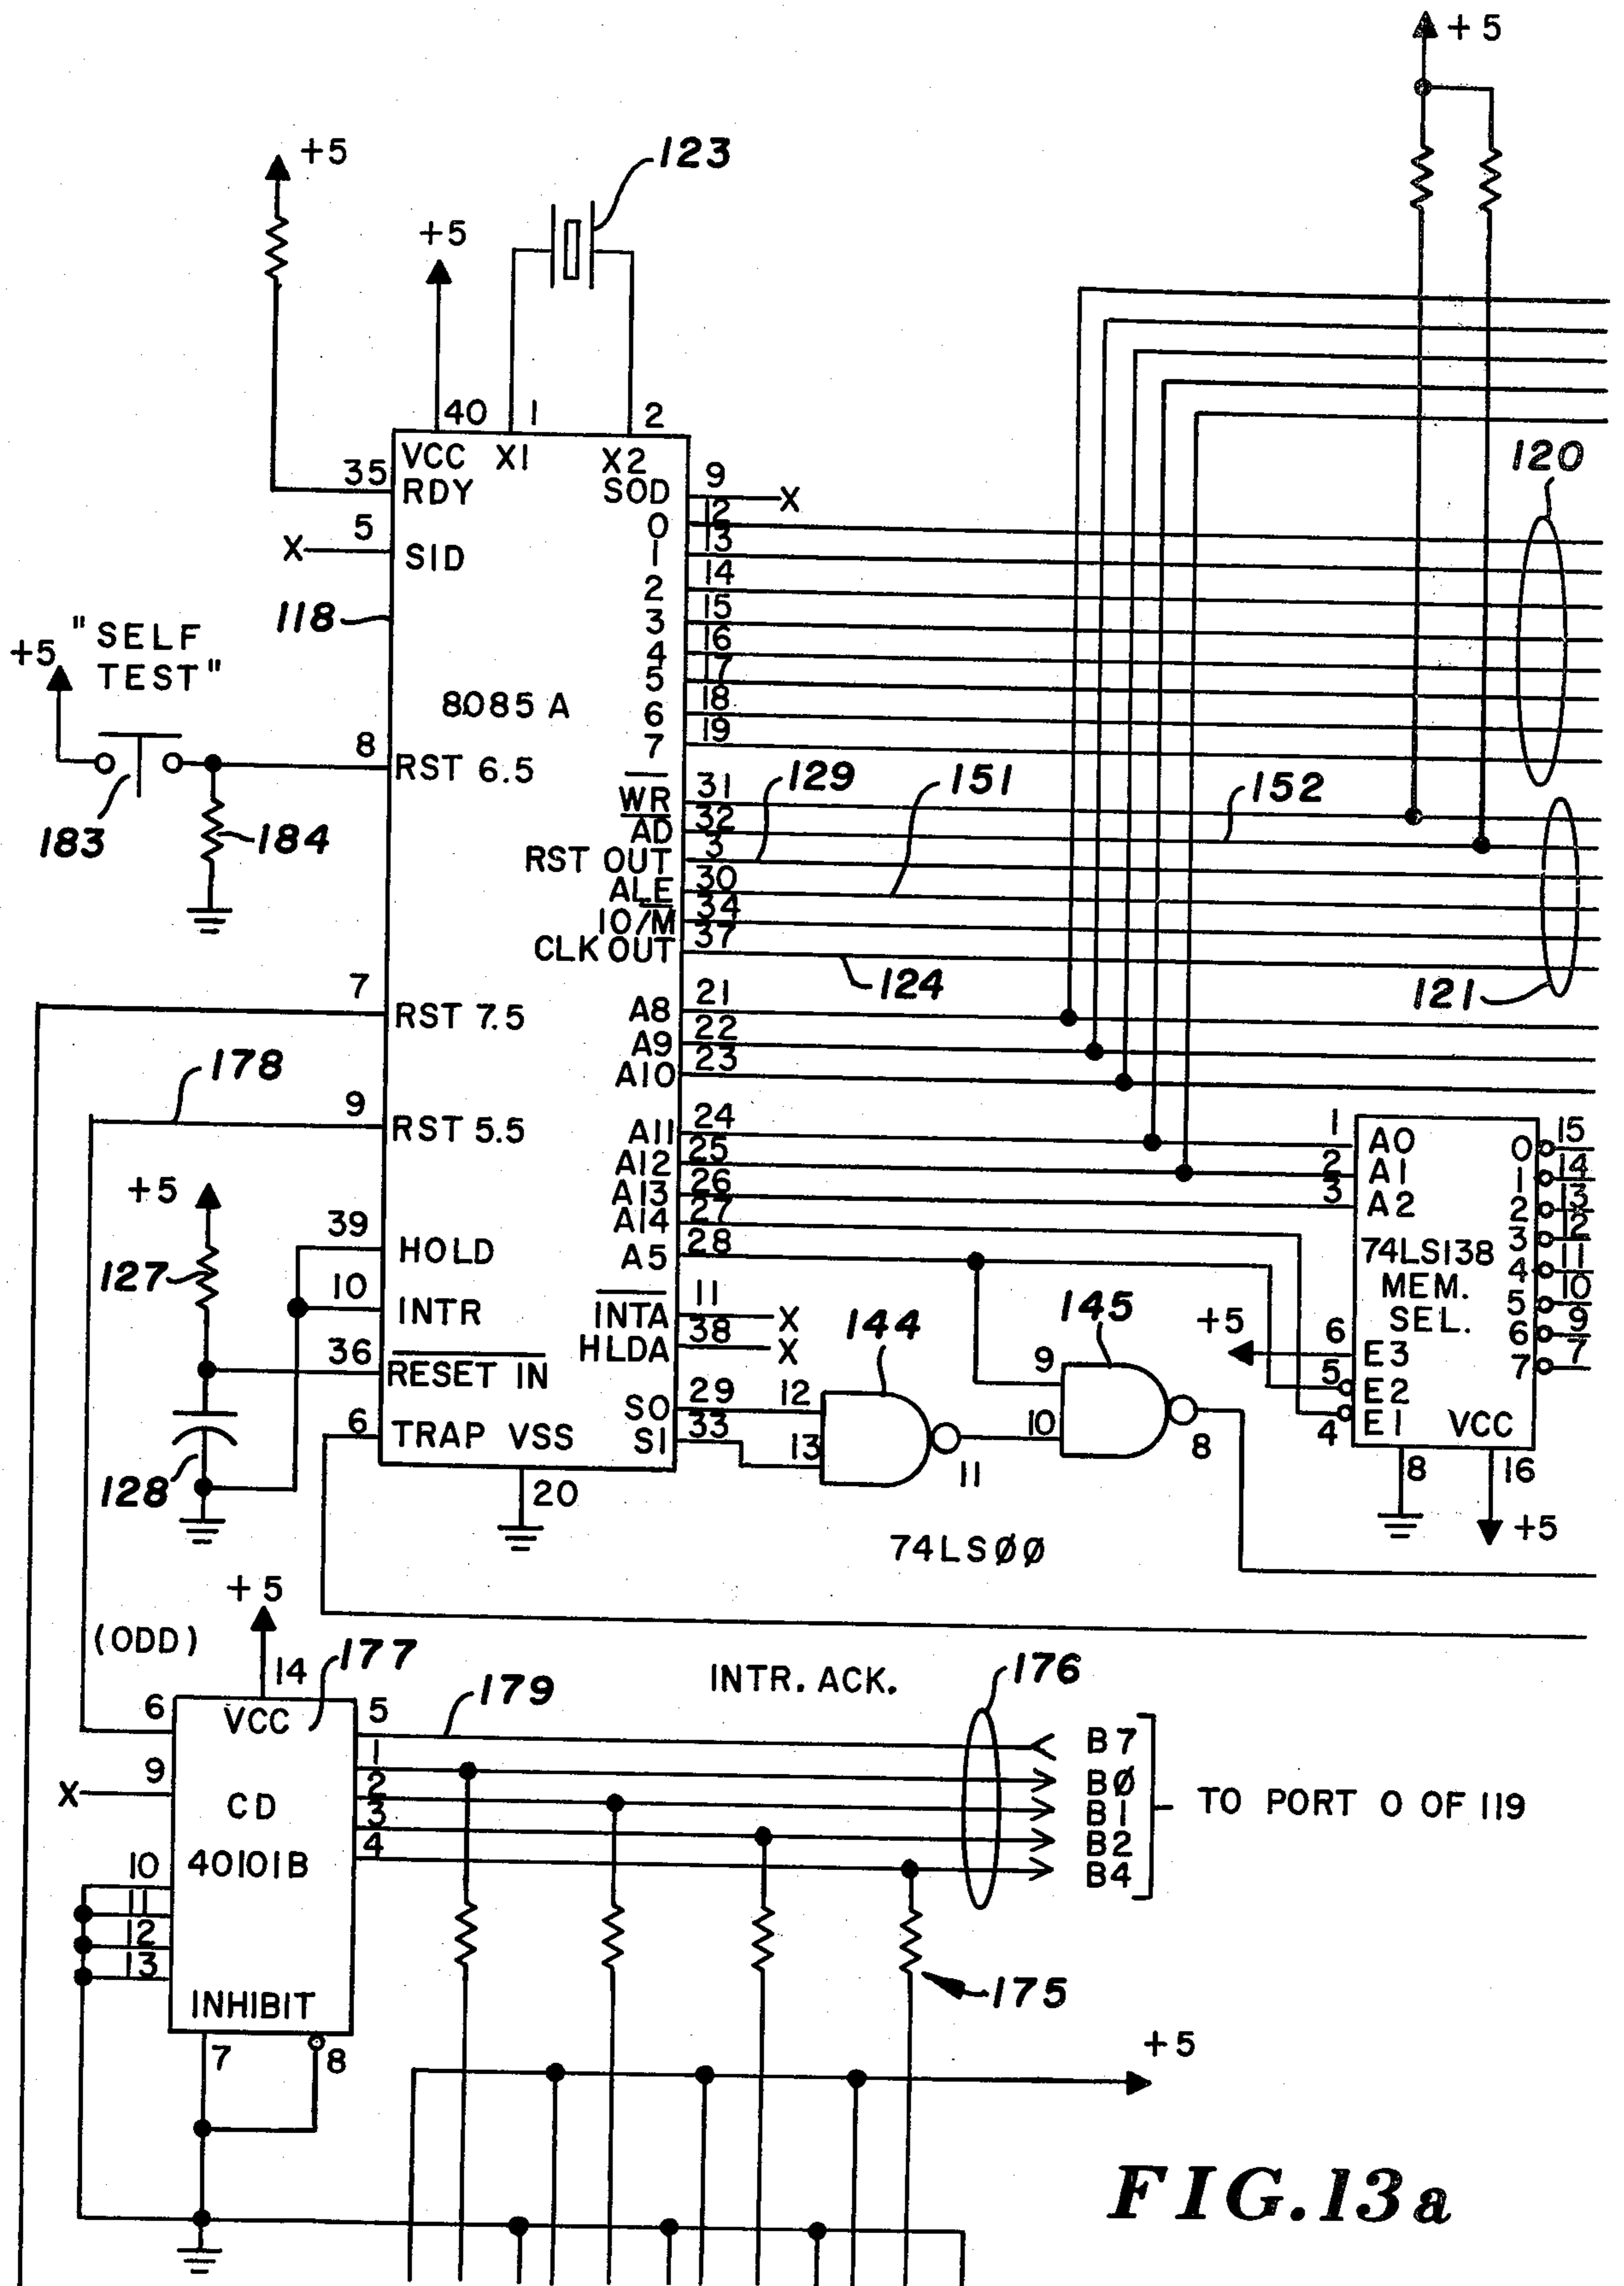 +5
+5
123
+5
40 1 2
VCC X1 X2
35 RDY SOD 9 X
120
5 0 12
X SID 1 13
2 14
118 3 15
"SELF TEST"
+5
4 16
5 17
8085A 6 18
7 19
8 RST 6.5
183
184
WR 31
129
151
152
AD 32
RST OUT 3
ALE 30
IO/M 34
CLK OUT 37
124
121
7 RST 7.5
A8 21
A9 22
A10 23
178
9 RST 5.5
A11 24 1 A0 0 15
A12 25 2 A1 1 14
A13 26 3 A2 2 13
A14 27 3 12
A5 28 74LS138 4 11
MEM. 5 10
SEL. 6 9
7 7
+5 6 E3
5 E2
4 E1 VCC
8 16
+5
+5
127
39 HOLD
10 INTR
INTA 11 X
HLDA 38 X
144
145
36 RESET IN
9
S0 29 12
10
6 TRAP VSS S1 33 13
11
8
128
20
74LSØØ
+5
(ODD)
14
177
179
INTR. ACK.
176
6 VCC 5 B7
9 1 BØ
X CD 2 B1
3 B2
10 40101B 4 B4
TO PORT 0 OF 119
11
12
13
INHIBIT
175
7 8
+5
FIG.13a